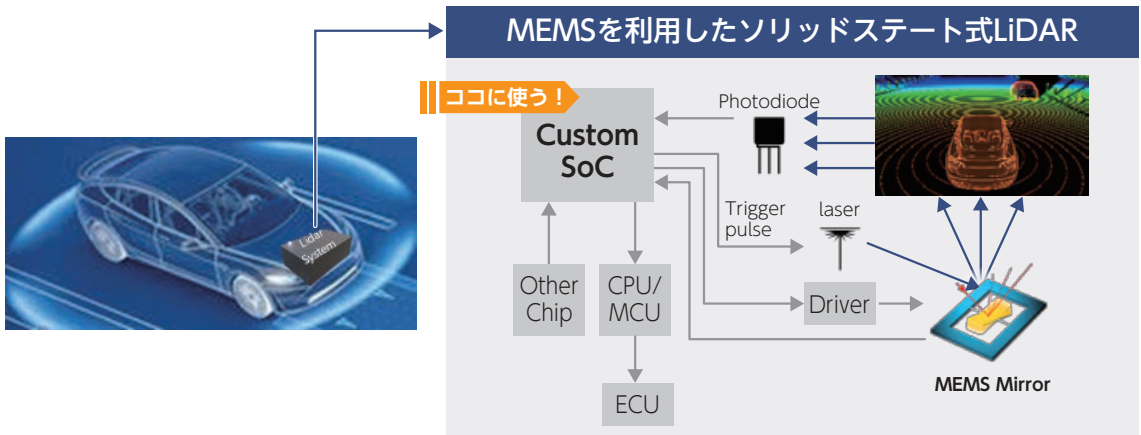 MEMSを利用したソリッドステート式LiDAR
ココに使う！
Custom
SoC
Photodiode
Trigger
pulse
laser
Lidar
System
Other
Chip
CPU/
MCU
Driver
ECU
MEMS Mirror